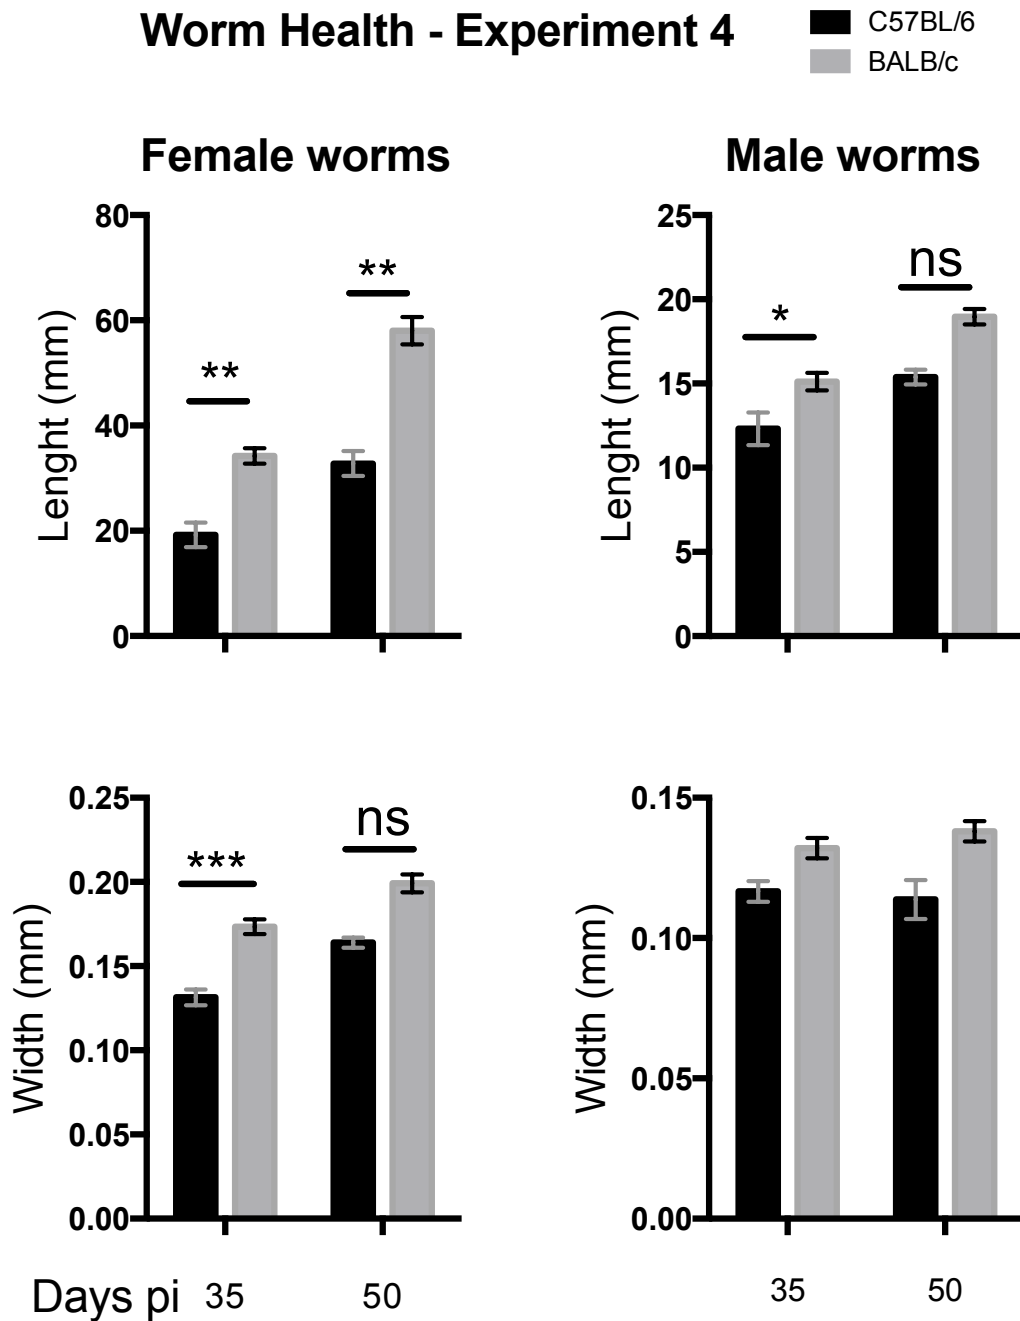 Worm Health - Experiment 4
C57BL/6
BALB/c
Female worms
Male worms
Lenght (mm)
80
60
40
20
0
**
**
Lenght (mm)
25
20
15
10
5
0
*
ns
Width (mm)
0.25
0.20
0.15
0.10
0.05
0.00
***
ns
Width (mm)
0.15
0.10
0.05
0.00
Days pi 35 50
35 50